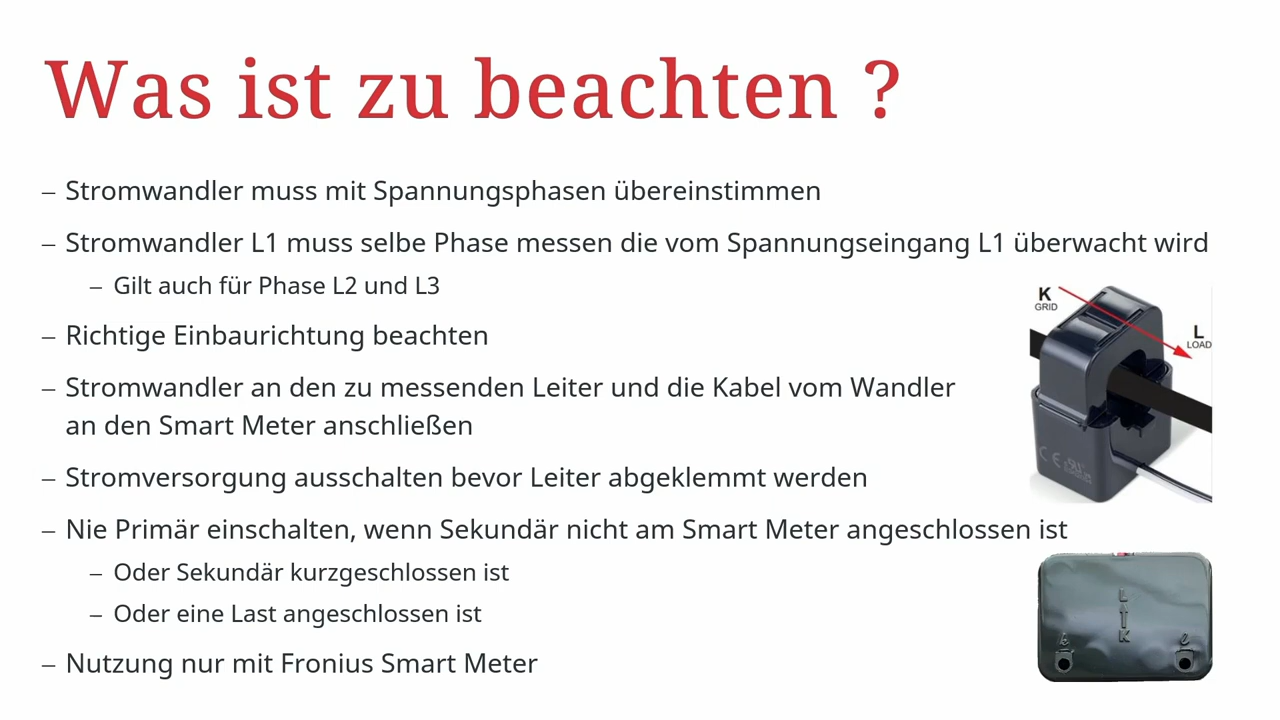 Was ist zu beachten ?
– Stromwandler muss mit Spannungsphasen übereinstimmen
– Stromwandler L1 muss selbe Phase messen die vom Spannungseingang L1 überwacht wird
– Gilt auch für Phase L2 und L3
K
GRID
L
LOAD
– Richtige Einbaurichtung beachten
– Stromwandler an den zu messenden Leiter und die Kabel vom Wandler
an den Smart Meter anschließen
– Stromversorgung ausschalten bevor Leiter abgeklemmt werden
– Nie Primär einschalten, wenn Sekundär nicht am Smart Meter angeschlossen ist
– Oder Sekundär kurzgeschlossen ist
– Oder eine Last angeschlossen ist
– Nutzung nur mit Fronius Smart Meter
CE
k
l